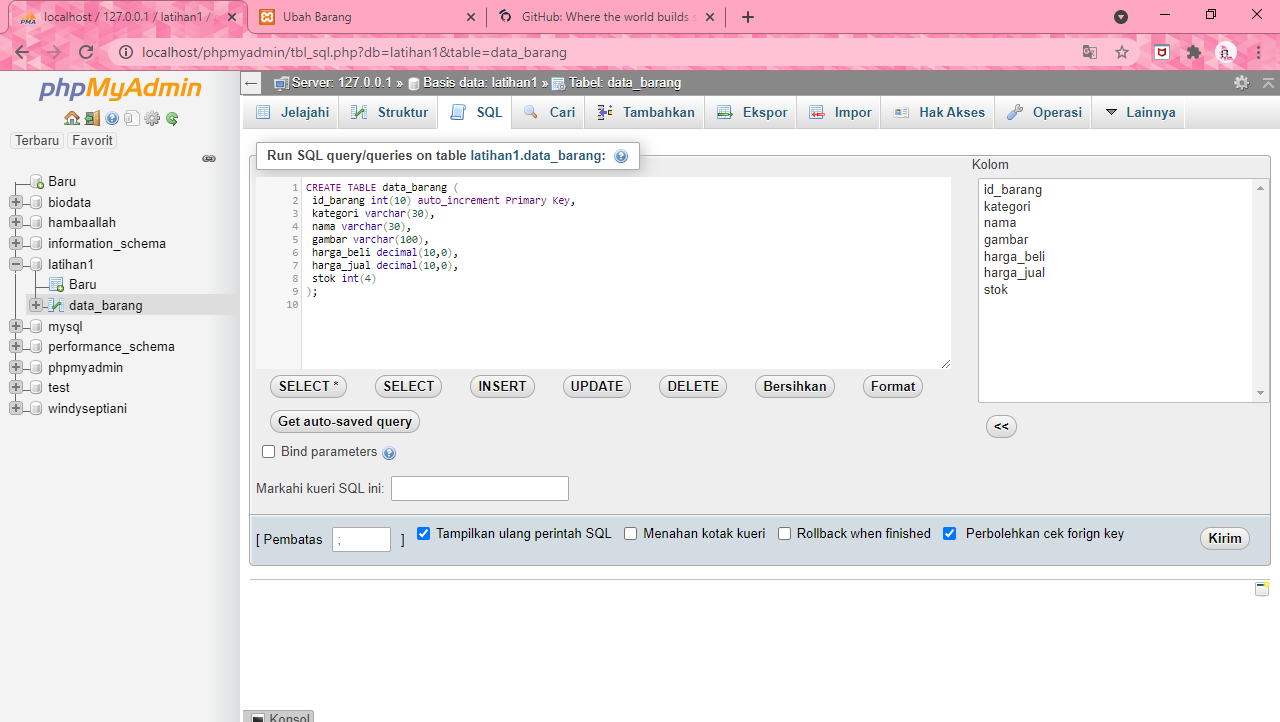 localhost / 127.0.0.1 / latihan1 /
Ubah Barang
GitHub: Where the world builds
localhost/phpmyadmin/tbl_sql.php?db=latihan1&table=data_barang
phpMyAdmin
Terbaru Favorit
Baru
biodata
hambaallah
information_schema
latihan1
Baru
data_barang
mysql
performance_schema
phpmyadmin
test
windyseptiani
Server: 127.0.0.1 » Basis data: latihan1 » Tabel: data_barang
Jelajahi Struktur SQL Cari Tambahkan Ekspor Impor Hak Akses Operasi Lainnya
Run SQL query/queries on table latihan1.data_barang:
1 CREATE TABLE data_barang (
2 id_barang int(10) auto_increment Primary Key,
3 kategori varchar(30),
4 nama varchar(30),
5 gambar varchar(100),
6 harga_beli decimal(10,0),
7 harga_jual decimal(10,0),
8 stok int(4)
9 );
10
Kolom
id_barang
kategori
nama
gambar
harga_beli
harga_jual
stok
<<
SELECT * SELECT INSERT UPDATE DELETE Bersihkan Format
Get auto-saved query
Bind parameters
Markahi kueri SQL ini:
[ Pembatas ; ] Tampilkan ulang perintah SQL Menahan kotak kueri Rollback when finished Perbolehkan cek forign key Kirim
Konsol